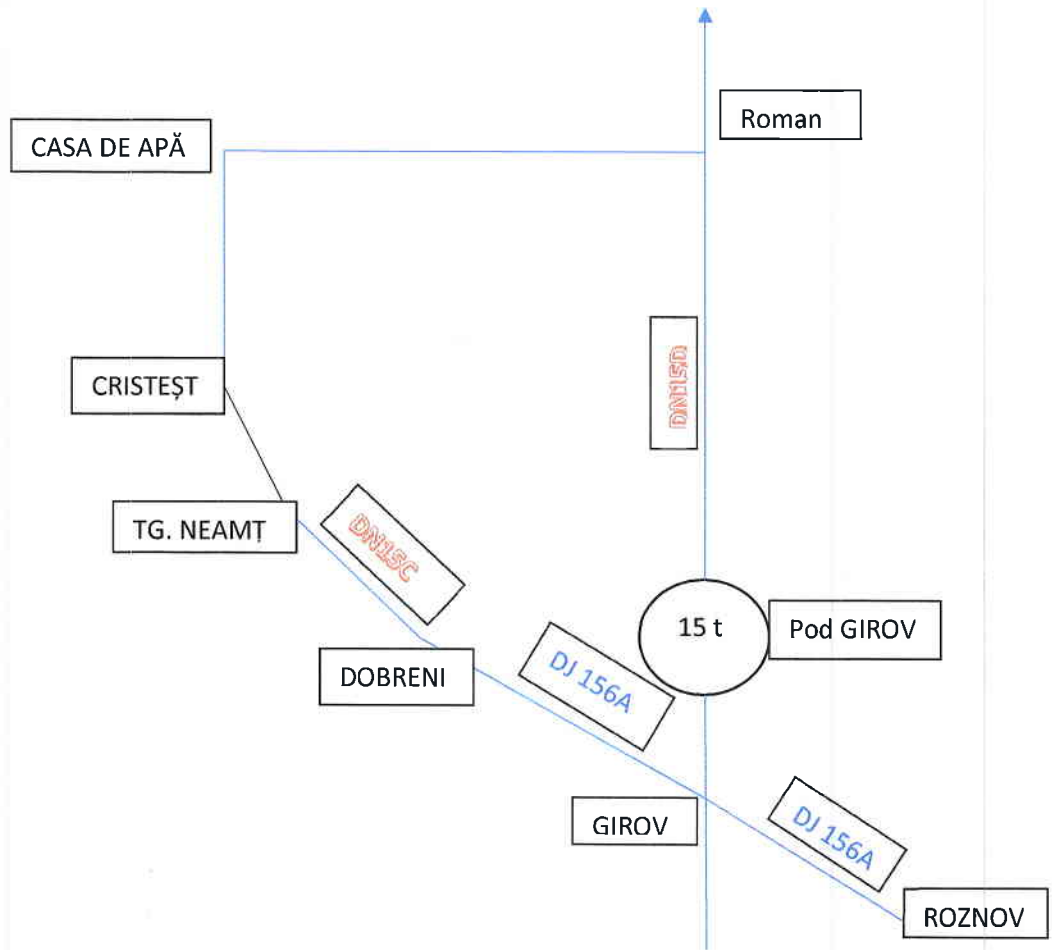 Roman
CASA DE APĂ
DN15D
CRISTEȘT
TG. NEAMȚ
DN15C
15 t
Pod GIROV
DOBRENI
DJ 156A
GIROV
DJ 156A
ROZNOV